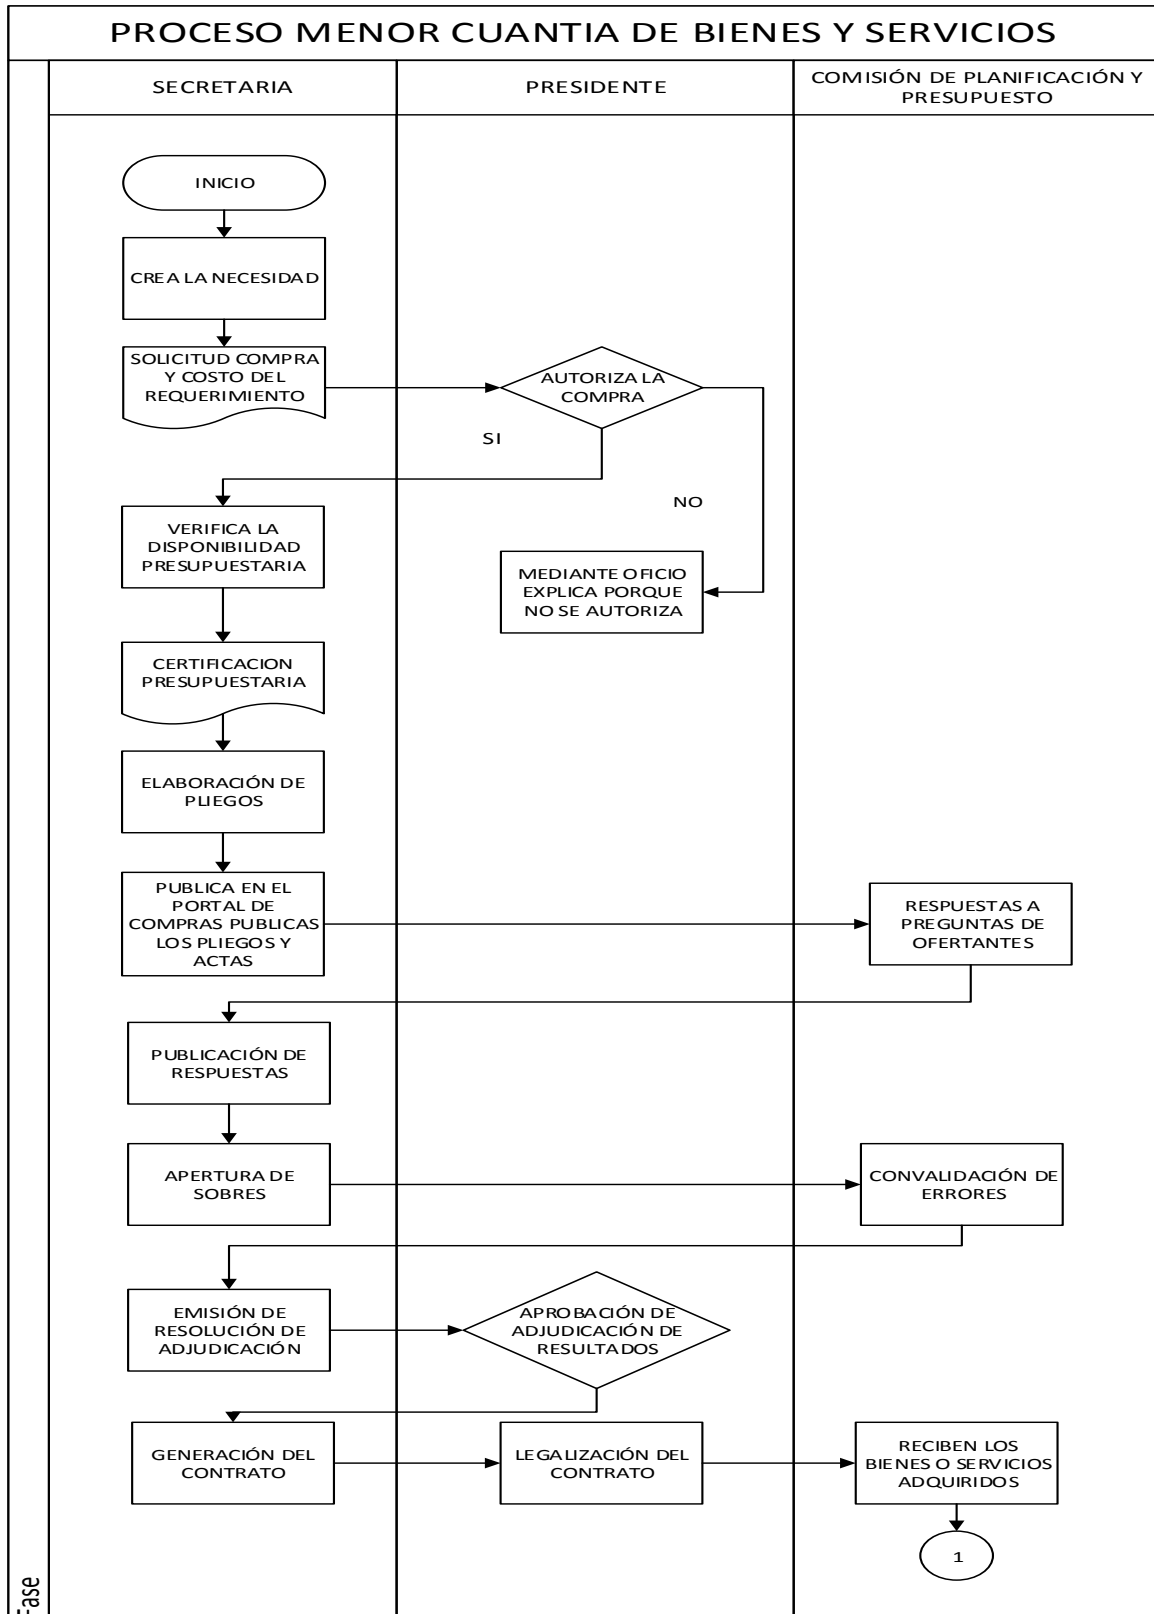 PROCESO MENOR CUANTIA DE BIENES Y SERVICIOS
SECRETARIA
PRESIDENTE
COMISIÓN DE PLANIFICACIÓN Y
PRESUPUESTO
INICIO
CREA LA NECESIDAD
SOLICITUD COMPRA
Y COSTO DEL
REQUERIMIENTO
AUTORIZA LA
COMPRA
SI
NO
VERIFICA LA
DISPONIBILIDAD
PRESUPUESTARIA
MEDIANTE OFICIO
EXPLICA PORQUE
NO SE AUTORIZA
CERTIFICACION
PRESUPUESTARIA
ELABORACIÓN DE
PLIEGOS
PUBLICA EN EL
PORTAL DE
COMPRAS PUBLICAS
LOS PLIEGOS Y
ACTAS
RESPUESTAS A
PREGUNTAS DE
OFERTANTES
PUBLICACIÓN DE
RESPUESTAS
APERTURA DE
SOBRES
CONVALIDACIÓN DE
ERRORES
EMISIÓN DE
RESOLUCIÓN DE
ADJUDICACIÓN
APROBACIÓN DE
ADJUDICACIÓN DE
RESULTADOS
GENERACIÓN DEL
CONTRATO
LEGALIZACIÓN DEL
CONTRATO
RECIBEN LOS
BIENES O SERVICIOS
ADQUIRIDOS
1
Fase